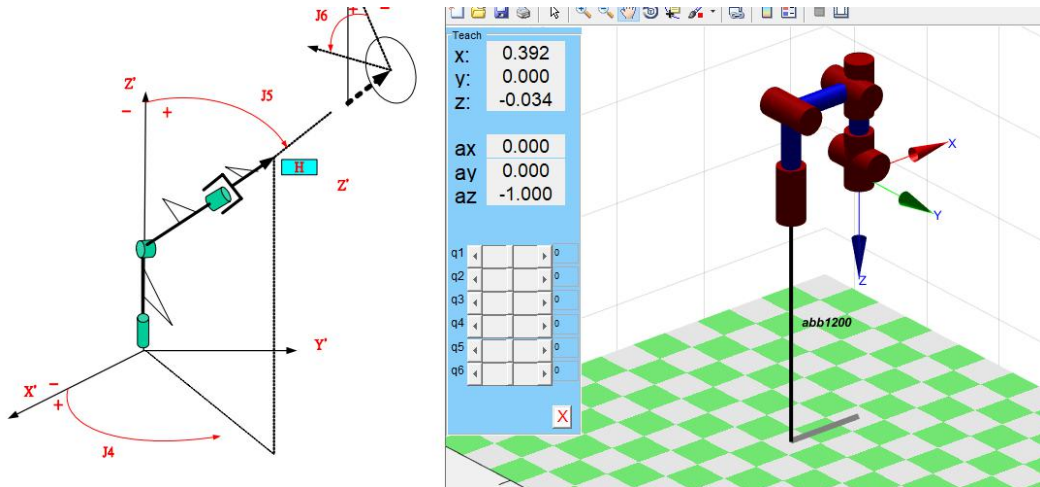 J6
+
−
Z'
−
+
J5
H
Z'
Y'
X'
−
+
J4
Teach
x: 0.392
y: 0.000
z: -0.034
ax 0.000
ay 0.000
az -1.000
q1 0
q2 0
q3 0
q4 0
q5 0
q6 0
X
X
Y
Z
abb1200